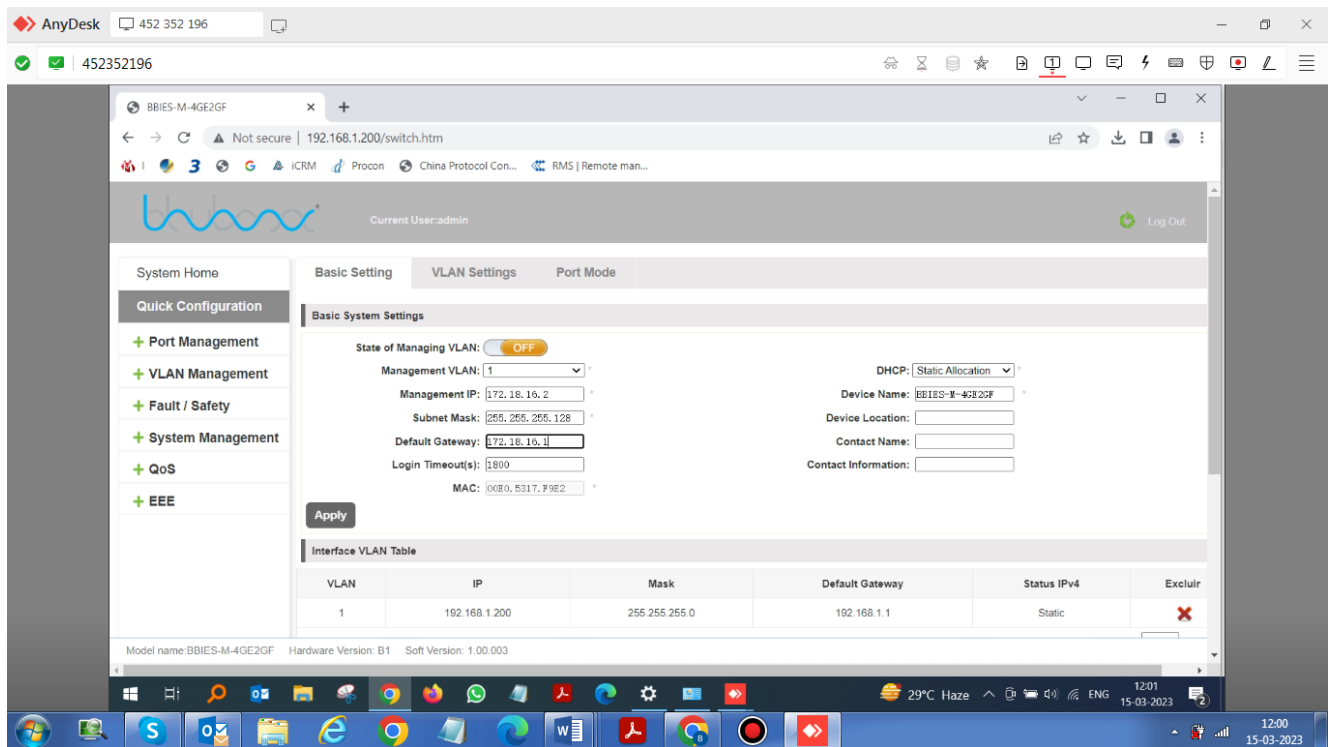 AnyDesk 452 352 196
452352196
BBIES-M-4GE2GF
Not secure | 192.168.1.200/switch.htm
iCRM Procon China Protocol Con... RMS | Remote man...
Current User:admin Log Out
System Home
Quick Configuration
Port Management
VLAN Management
Fault / Safety
System Management
QoS
EEE
Basic Setting VLAN Settings Port Mode
Basic System Settings
State of Managing VLAN: OFF
Management VLAN: 1 * DHCP: Static Allocation *
Management IP: 172.18.16.2 * Device Name: BBIES-M-4GE2GF *
Subnet Mask: 255.255.255.128 * Device Location:
Default Gateway: 172.18.16.1 Contact Name:
Login Timeout(s): 1800 Contact Information:
MAC: 00E0.5317.F9E2 *
Apply
Interface VLAN Table
VLAN IP Mask Default Gateway Status IPv4 Excluir
1 192.168.1.200 255.255.255.0 192.168.1.1 Static
Model name:BBIES-M-4GE2GF Hardware Version: B1 Soft Version: 1.00.003
29°C Haze ENG 12:01
15-03-2023
12:00
15-03-2023